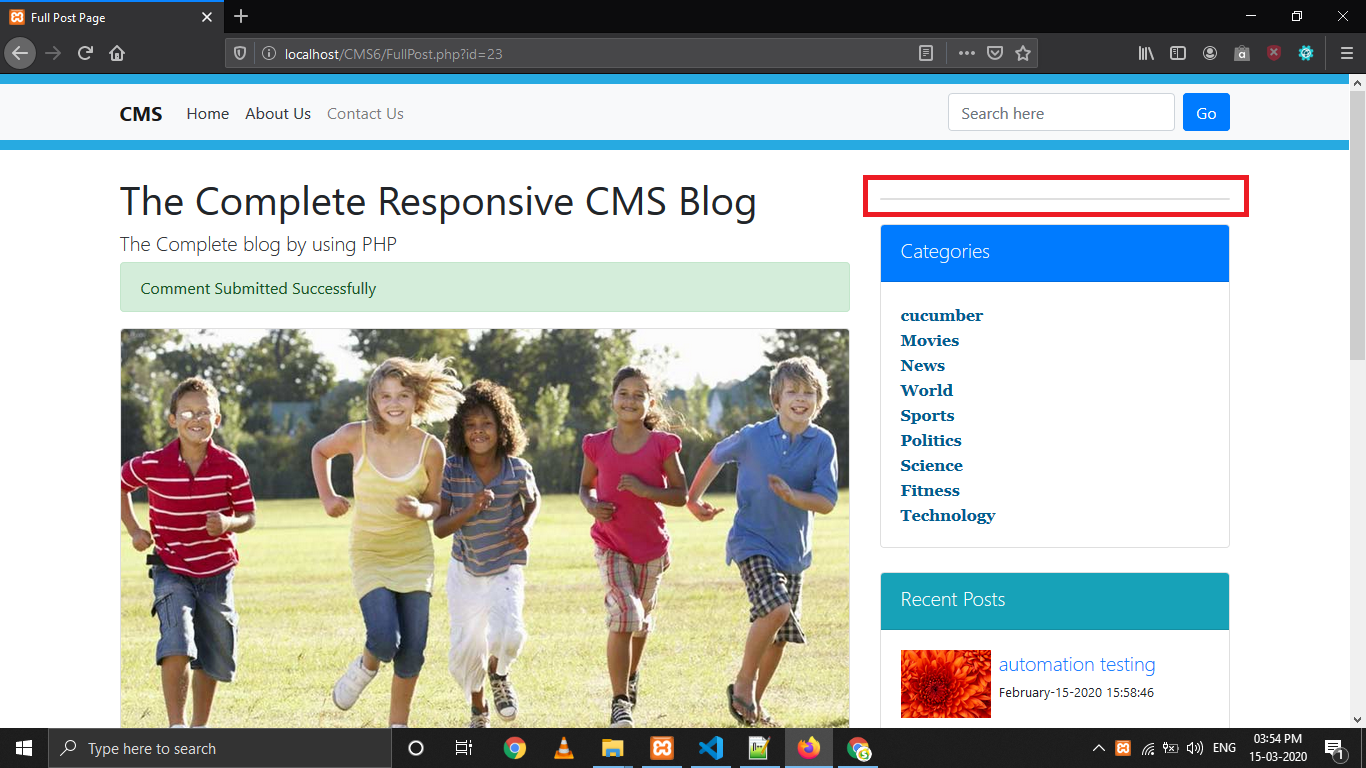 Full Post Page
localhost/CMS6/FullPost.php?id=23
CMS Home About Us Contact Us Search here Go
The Complete Responsive CMS Blog
The Complete blog by using PHP
Comment Submitted Successfully
Categories
cucumber
Movies
News
World
Sports
Politics
Science
Fitness
Technology
Recent Posts
automation testing
February-15-2020 15:58:46
Type here to search
ENG
03:54 PM
15-03-2020
1